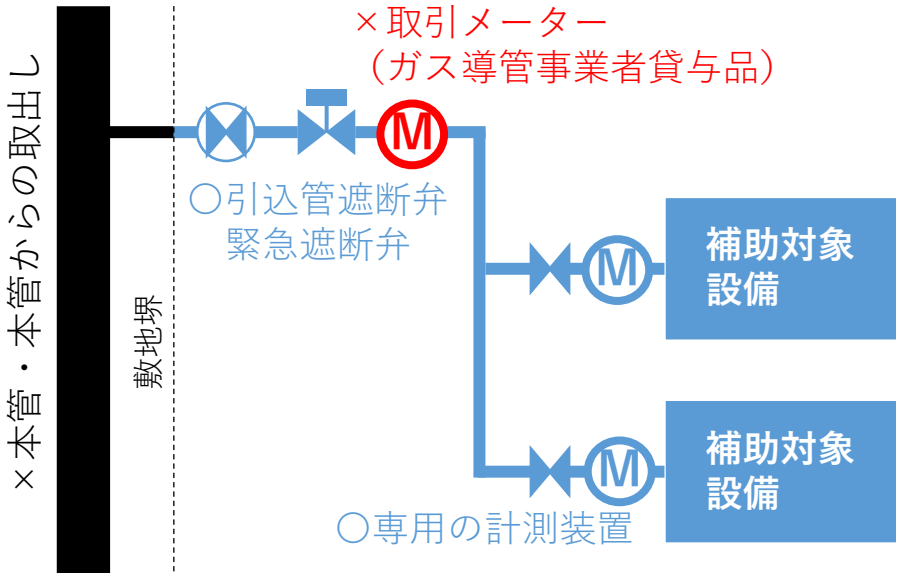 ×取引メーター
（ガス導管事業者貸与品）
×本管・本管からの取出し
M
〇引込管遮断弁
緊急遮断弁
敷地堺
M
補助対象
設備
M
補助対象
設備
〇専用の計測装置